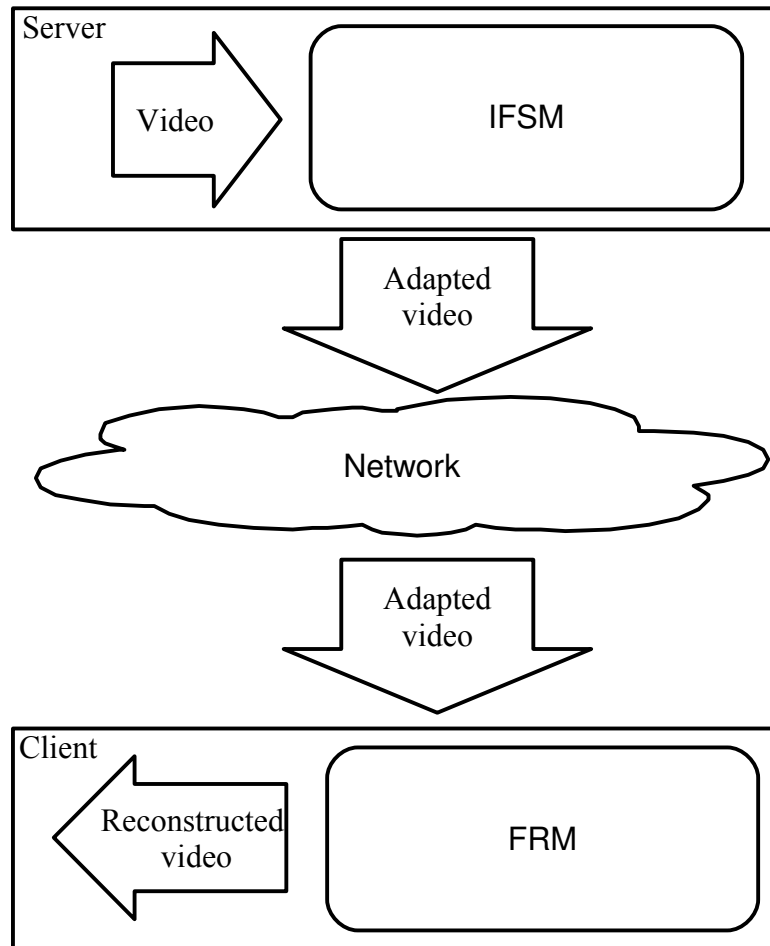 Server
Video
IFSM
Adapted
video
Network
Adapted
video
Client
Reconstructed
video
FRM